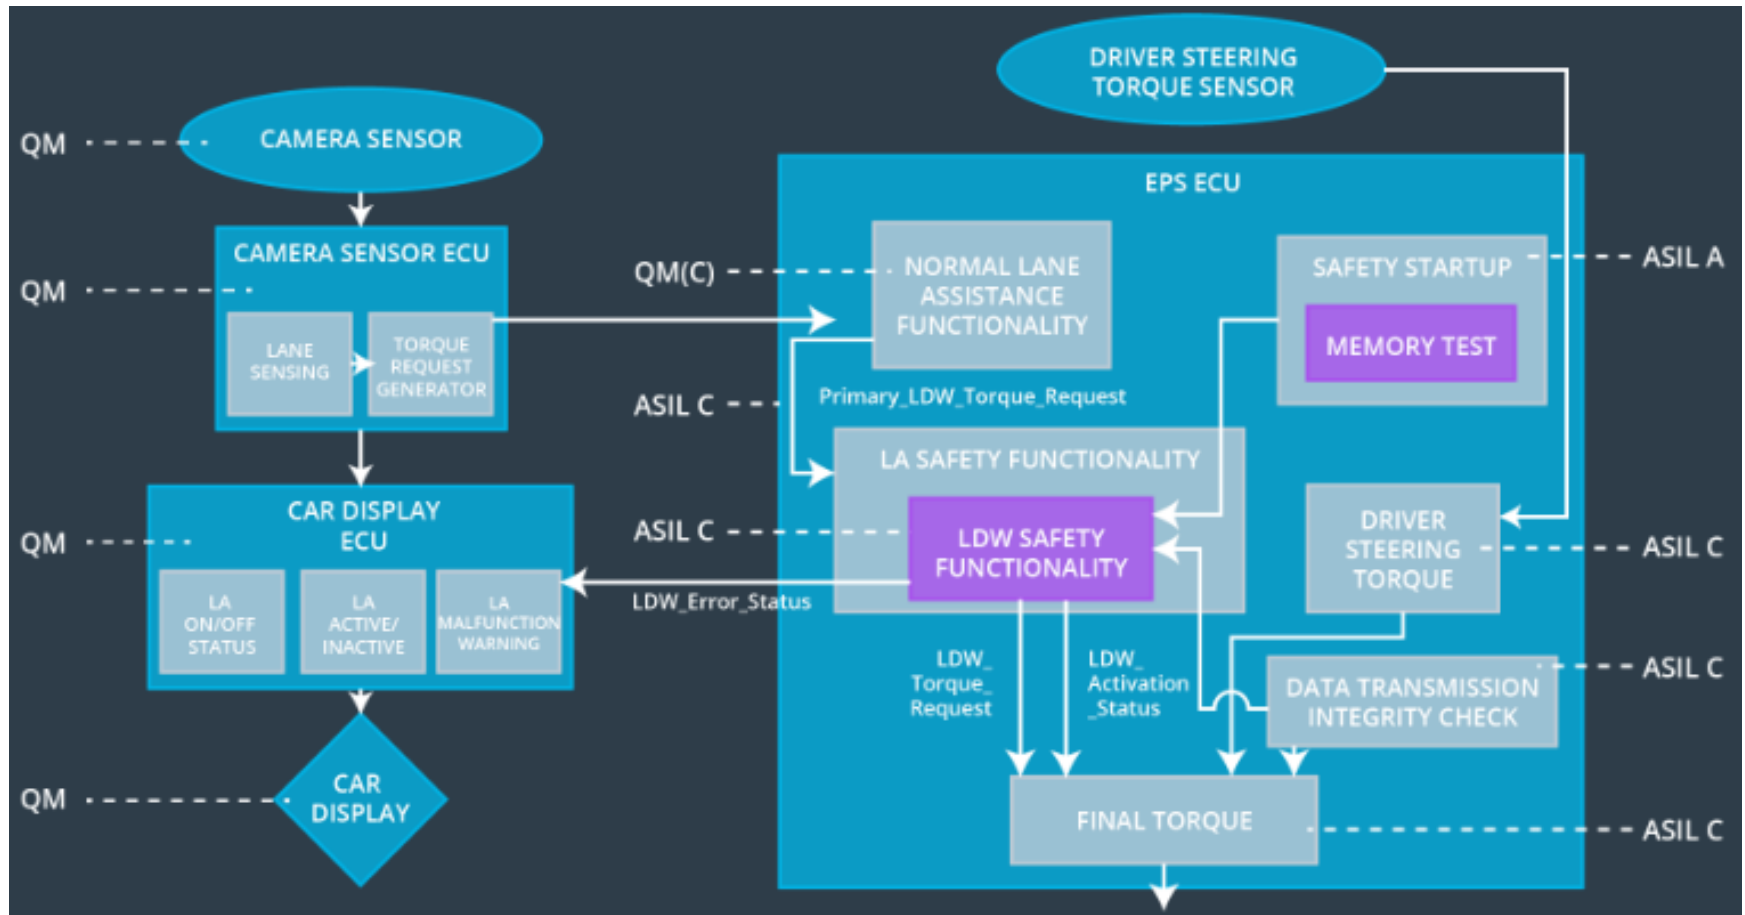 DRIVER STEERING
TORQUE SENSOR
CAMERA SENSOR
QM
EPS ECU
CAMERA SENSOR ECU
QM
LANE
SENSING
TORQUE
REQUEST
GENERATOR
QM(C)
NORMAL LANE
ASSISTANCE
FUNCTIONALITY
SAFETY STARTUP
ASIL A
MEMORY TEST
ASIL C
Primary_LDW_Torque_Request
LA SAFETY FUNCTIONALITY
ASIL C
LDW SAFETY
FUNCTIONALITY
DRIVER
STEERING
TORQUE
ASIL C
CAR DISPLAY
ECU
QM
LA
ON/OFF
STATUS
LA
ACTIVE/
INACTIVE
LA
MALFUNCTION
WARNING
LDW_Error_Status
LDW_
Torque_
Request
LDW_
Activation
_Status
DATA TRANSMISSION
INTEGRITY CHECK
ASIL C
QM
CAR
DISPLAY
FINAL TORQUE
ASIL C